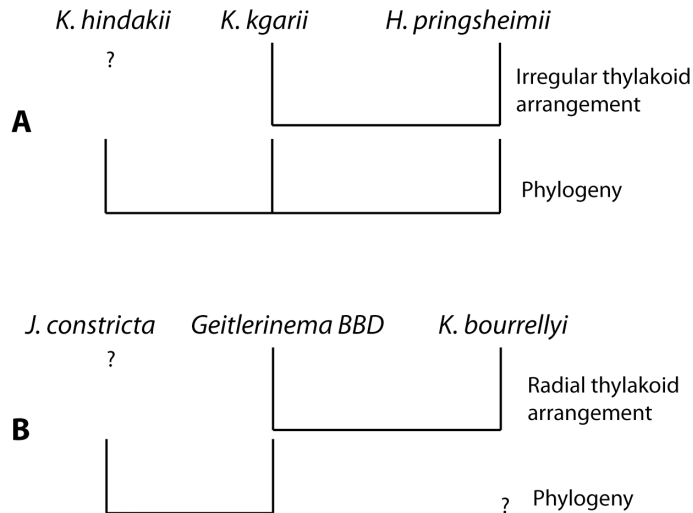 K. hindakii K. kgarii H. pringsheimii
?
Irregular thylakoid
arrangement
A
Phylogeny
J. constricta Geitlerinema BBD K. bourrellyi
?
Radial thylakoid
arrangement
B
? Phylogeny